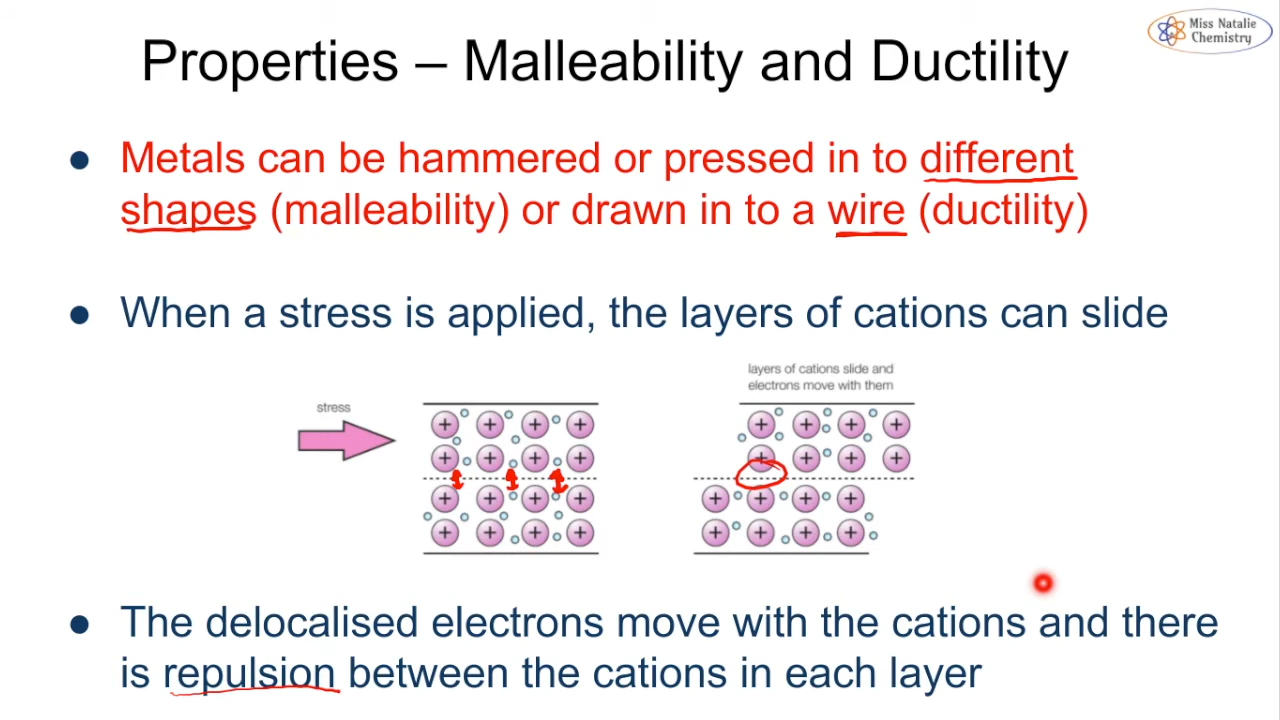 Miss Natalie
Chemistry
Properties – Malleability and Ductility
● Metals can be hammered or pressed in to different
shapes (malleability) or drawn in to a wire (ductility)
● When a stress is applied, the layers of cations can slide
layers of cations slide and
electrons move with them
stress
+ + + + + + + +
+ + + + + + + +
+ + + + + + + +
+ + + + + + + +
● The delocalised electrons move with the cations and there
is repulsion between the cations in each layer